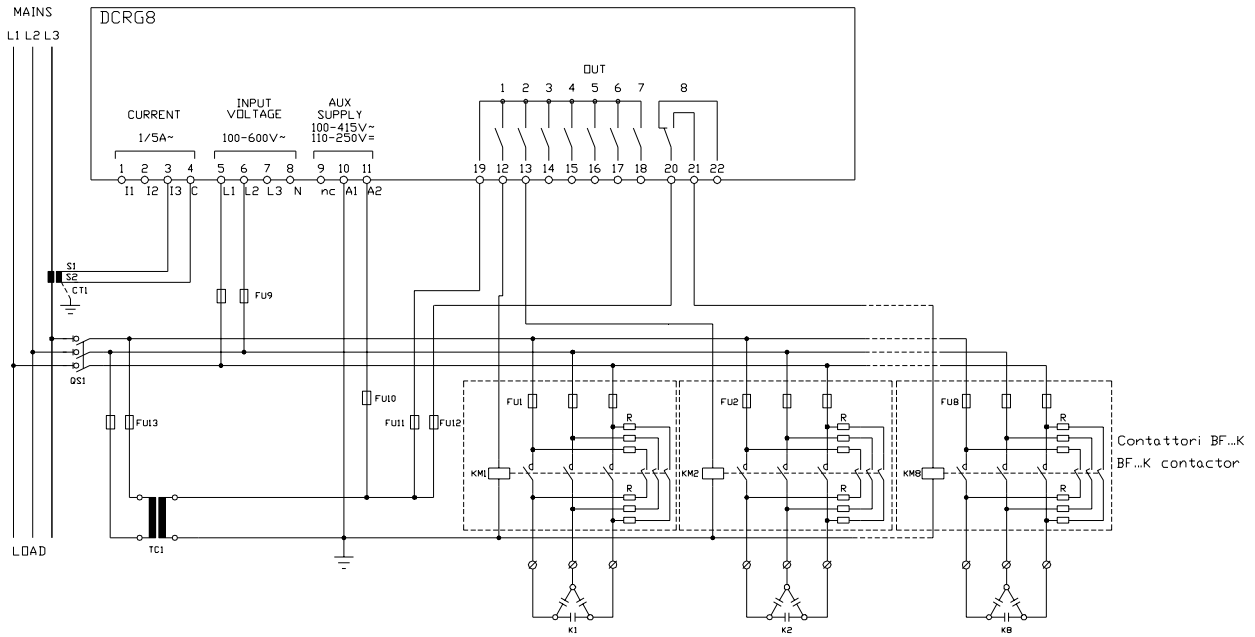 MAINS
L1 L2 L3
DCRG8
OUT
1 2 3 4 5 6 7 8
CURRENT
1/5A~
INPUT
VOLTAGE
100-600V~
AUX
SUPPLY
100-415V~
110-250V=
1 2 3 4 5 6 7 8 9 10 11 19 12 13 14 15 16 17 18 20 21 22
I1 I2 I3 C L1 L2 L3 N nc A1 A2
S1
S2
CT1
FU9
QS1
FU10
FU1
FU2
FU8
FU13
FU11
FU12
R
R
R
Contattori BF...K
BF...K contactor
KM1
KM2
KM8
R
R
R
LOAD
TC1
K1
K2
K8